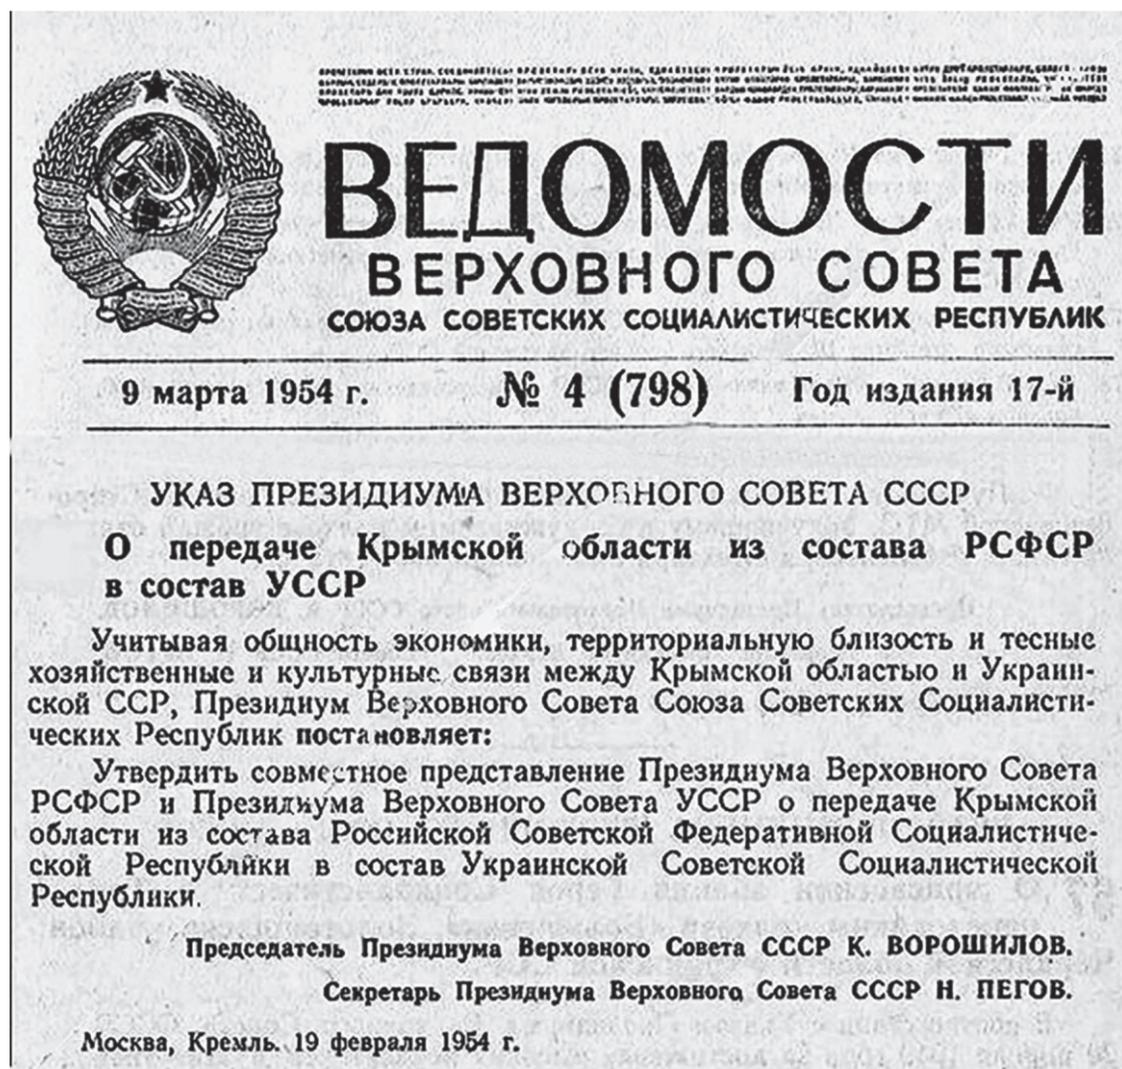 ВЕДОМОСТИ
ВЕРХОВНОГО СОВЕТА
СОЮЗА СОВЕТСКИХ СОЦИАЛИСТИЧЕСКИХ РЕСПУБЛИК
9 марта 1954 г. № 4 (798) Год издания 17-й
УКАЗ ПРЕЗИДИУМА ВЕРХОВНОГО СОВЕТА СССР
О передаче Крымской области из состава РСФСР
в состав УССР
Учитывая общность экономики, территориальную близость и тесные
хозяйственные и культурные связи между Крымской областью и Украин-
ской ССР, Президиум Верховного Совета Союза Советских Социалисти-
ческих Республик постановляет:
Утвердить совместное представление Президиума Верховного Совета
РСФСР и Президиума Верховного Совета УССР о передаче Крымской
области из состава Российской Советской Федеративной Социалистиче-
ской Республики в состав Украинской Советской Социалистической
Республики.
Председатель Президиума Верховного Совета СССР К. ВОРОШИЛОВ.
Секретарь Президиума Верховного Совета СССР Н. ПЕГОВ.
Москва, Кремль. 19 февраля 1954 г.